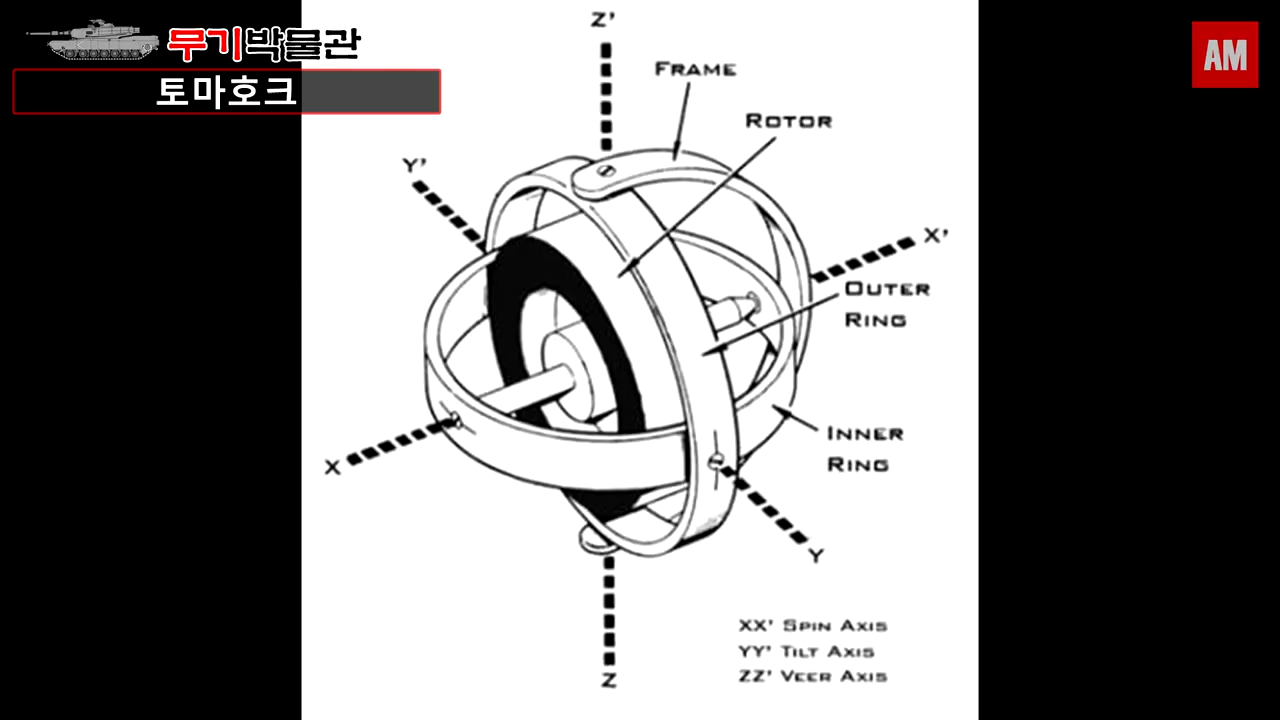 무기박물관
토마호크
AM
Z'
FRAME
ROTOR
Y'
X'
OUTER
RING
INNER
RING
X
Y
Z
XX' SPIN AXIS
YY' TILT AXIS
ZZ' VEER AXIS